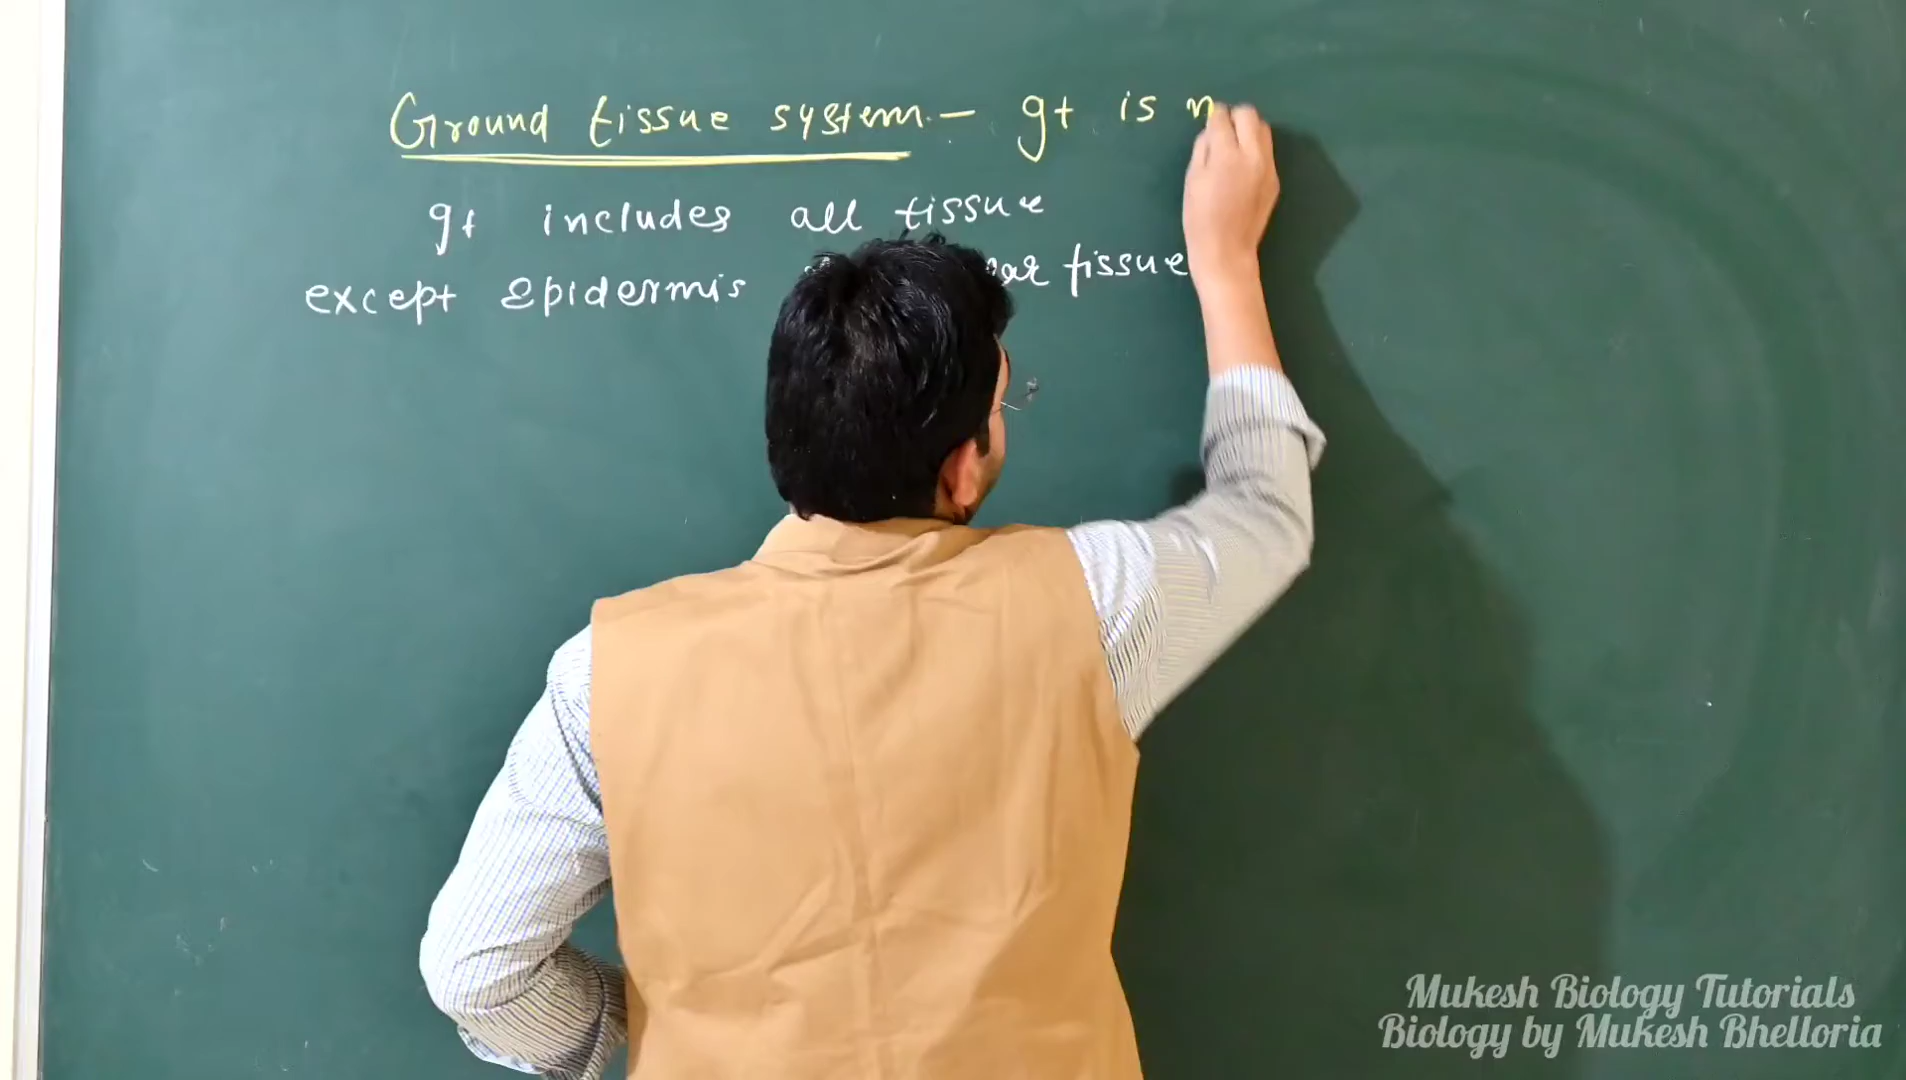 Ground tissue system - gt is
gt includes all tissue
except Epidermis tissue
Mukesh Biology Tutorials
Biology by Mukesh Bhelloria